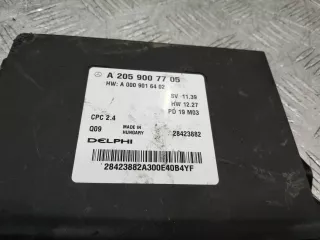 A 205 900 77 05
HW: A 000 901 64 02
SV 11.39
HW 12.27
PD 19 M03
CPC 2.4
Q09
MADE IN
HUNGARY
28423882
DELPHI
28423882A300E40B4YF